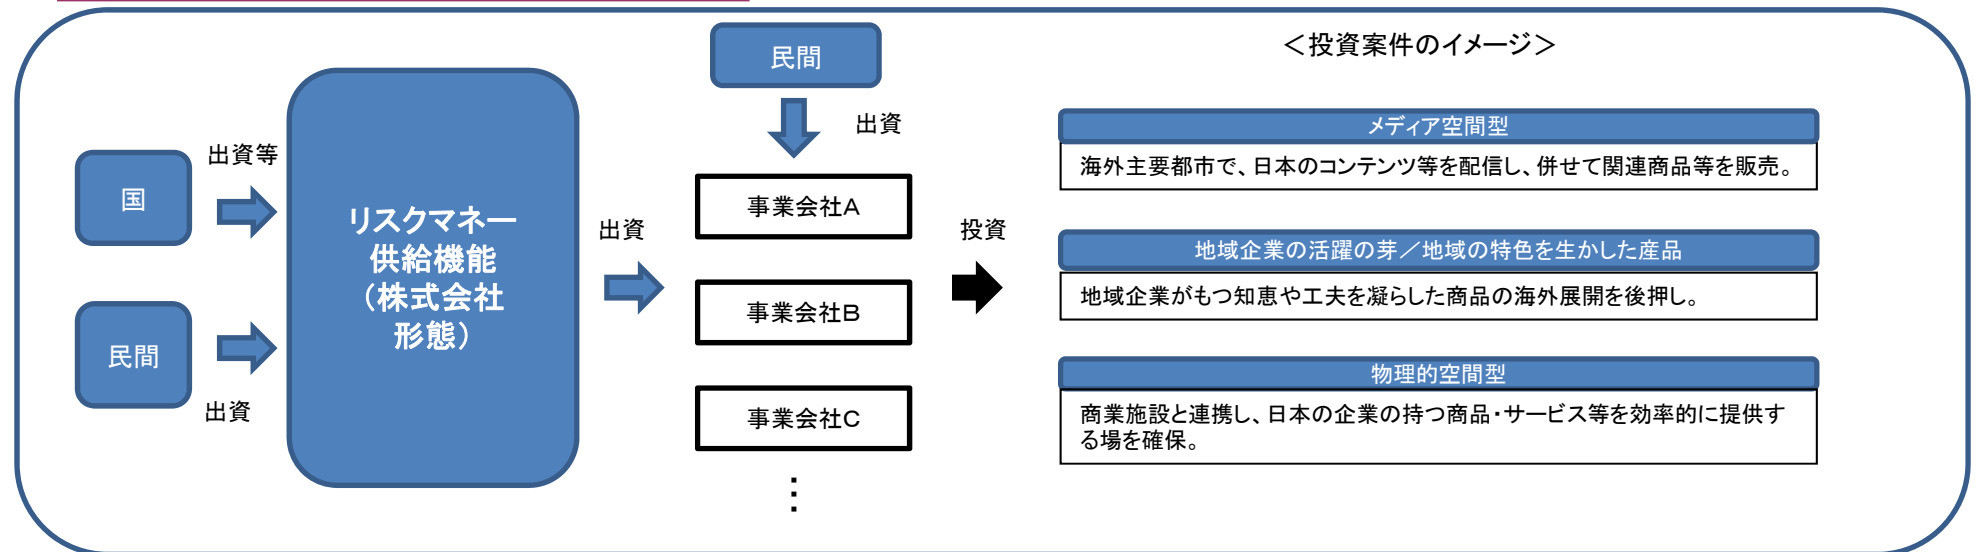 民間
＜投資案件のイメージ＞
出資
国
出資等
民間
出資
リスクマネー
供給機能
（株式会社
形態）
出資
事業会社A
事業会社B
事業会社C
⋮
投資
メディア空間型
海外主要都市で、日本のコンテンツ等を配信し、併せて関連商品等を販売。
地域企業の活躍の芽／地域の特色を生かした産品
地域企業がもつ知恵や工夫を凝らした商品の海外展開を後押し。
物理的空間型
商業施設と連携し、日本の企業の持つ商品・サービス等を効率的に提供す
る場を確保。